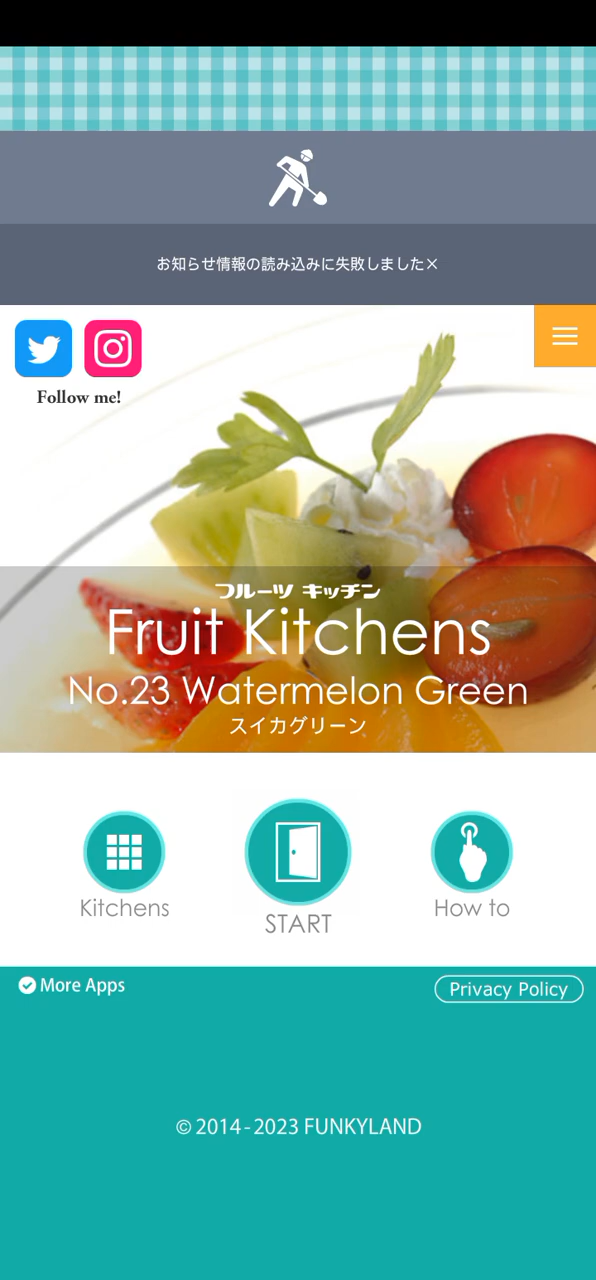 お知らせ情報の読み込みに失敗しました×
Follow me!
フルーツ キッチン
Fruit Kitchens
No.23 Watermelon Green
スイカグリーン
Kitchens
START
How to
More Apps
Privacy Policy
© 2014-2023 FUNKYLAND